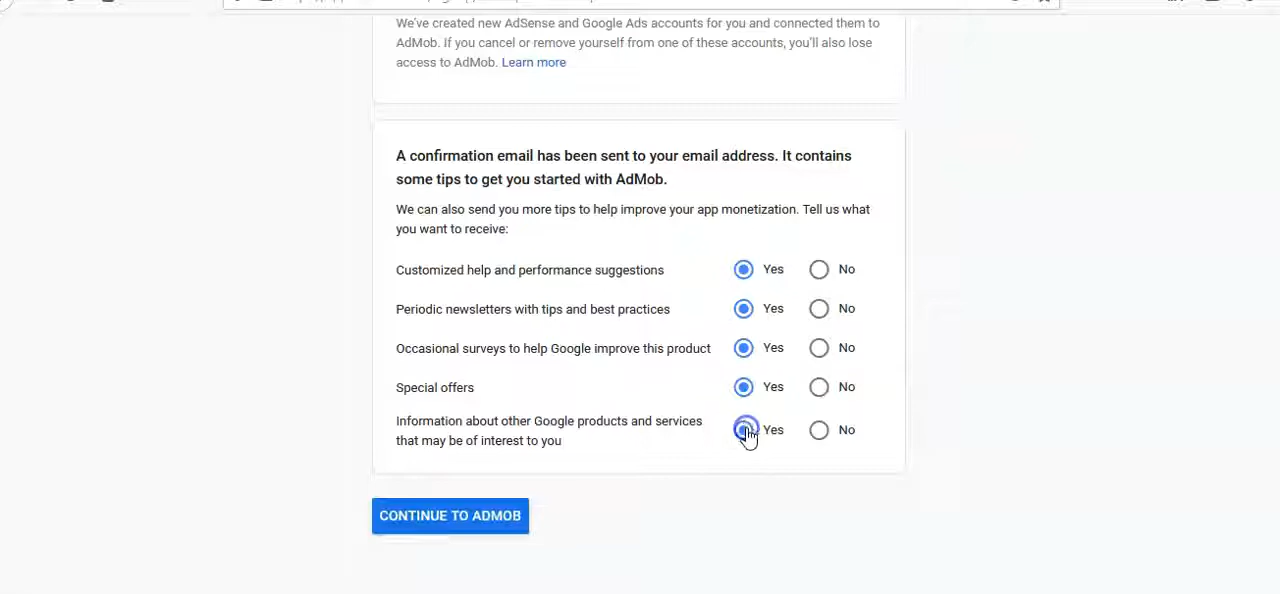 We've created new AdSense and Google Ads accounts for you and connected them to
AdMob. If you cancel or remove yourself from one of these accounts, you'll also lose
access to AdMob. Learn more
A confirmation email has been sent to your email address. It contains
some tips to get you started with AdMob.
We can also send you more tips to help improve your app monetization. Tell us what
you want to receive:
Customized help and performance suggestions Yes No
Periodic newsletters with tips and best practices Yes No
Occasional surveys to help Google improve this product Yes No
Special offers Yes No
Information about other Google products and services
that may be of interest to you Yes No
CONTINUE TO ADMOB